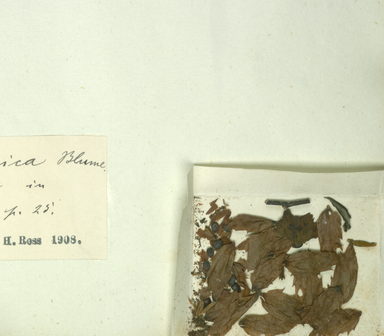 ica Blume.
in
p. 25.
H. Ross 1908.